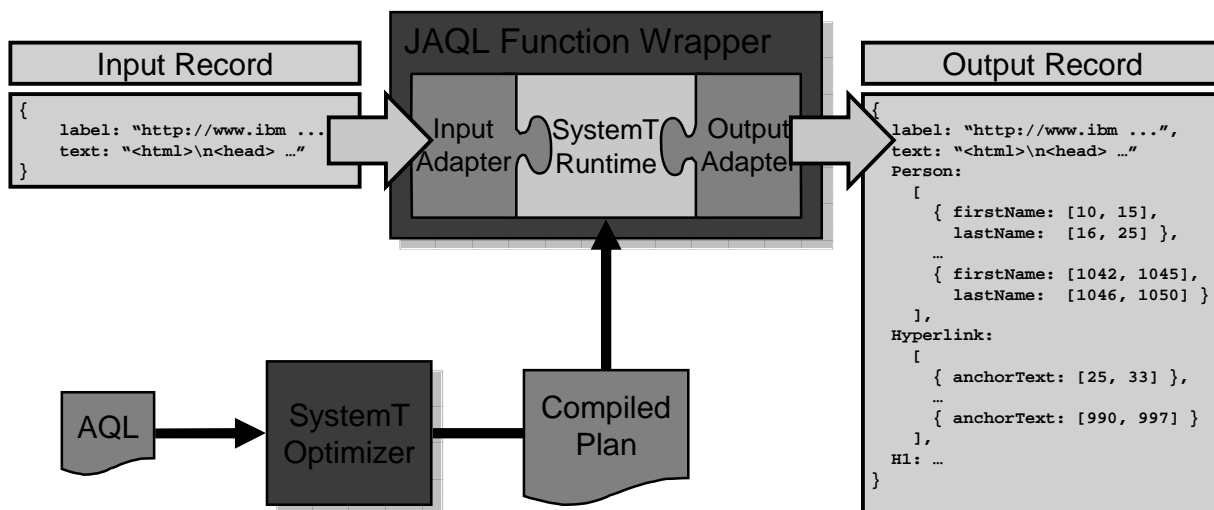 JAQL Function Wrapper
Input Record
{
label: “http://www.ibm ...
text: “<html>\n<head> …”
}
Input
Adapter
SystemT
Runtime
Output
Adapter
Output Record
{
label: “http://www.ibm ...”,
text: “<html>\n<head> …”
Person:
[
{ firstName: [10, 15],
lastName: [16, 25] },
…
{ firstName: [1042, 1045],
lastName: [1046, 1050] }
],
Hyperlink:
[
{ anchorText: [25, 33] },
…
{ anchorText: [990, 997] }
],
H1: …
}
AQL
SystemT
Optimizer
Compiled
Plan